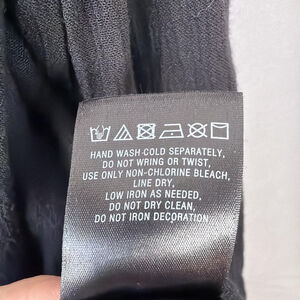 HAND WASH COLD SEPARATELY,
DO NOT WRING OR TWIST,
USE ONLY NON-CHLORINE BLEACH,
LINE DRY,
LOW IRON AS NEEDED,
DO NOT DRY CLEAN,
DO NOT IRON DECORATION.